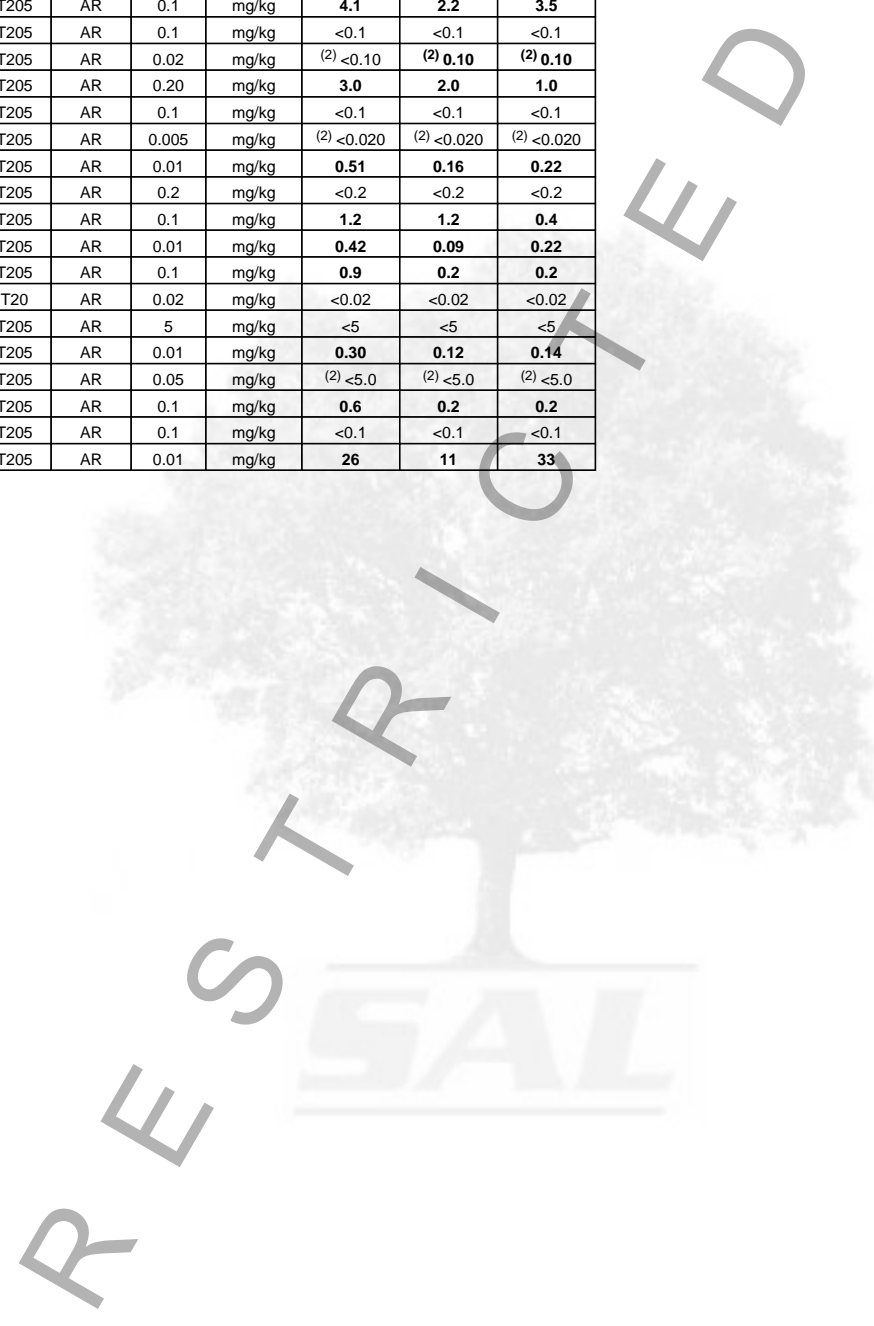 T205 AR 0.1 mg/kg 4.1 2.2 3.5
T205 AR 0.1 mg/kg <0.1 <0.1 <0.1
T205 AR 0.02 mg/kg (2) <0.10 (2) 0.10 (2) 0.10
T205 AR 0.20 mg/kg 3.0 2.0 1.0
T205 AR 0.1 mg/kg <0.1 <0.1 <0.1
T205 AR 0.005 mg/kg (2) <0.020 (2) <0.020 (2) <0.020
T205 AR 0.01 mg/kg 0.51 0.16 0.22
T205 AR 0.2 mg/kg <0.2 <0.2 <0.2
T205 AR 0.1 mg/kg 1.2 1.2 0.4
T205 AR 0.01 mg/kg 0.42 0.09 0.22
T205 AR 0.1 mg/kg 0.9 0.2 0.2
T20 AR 0.02 mg/kg <0.02 <0.02 <0.02
T205 AR 5 mg/kg <5 <5 <5
T205 AR 0.01 mg/kg 0.30 0.12 0.14
T205 AR 0.05 mg/kg (2) <5.0 (2) <5.0 (2) <5.0
T205 AR 0.1 mg/kg 0.6 0.2 0.2
T205 AR 0.1 mg/kg <0.1 <0.1 <0.1
T205 AR 0.01 mg/kg 26 11 33
RESTRICTED
SAL